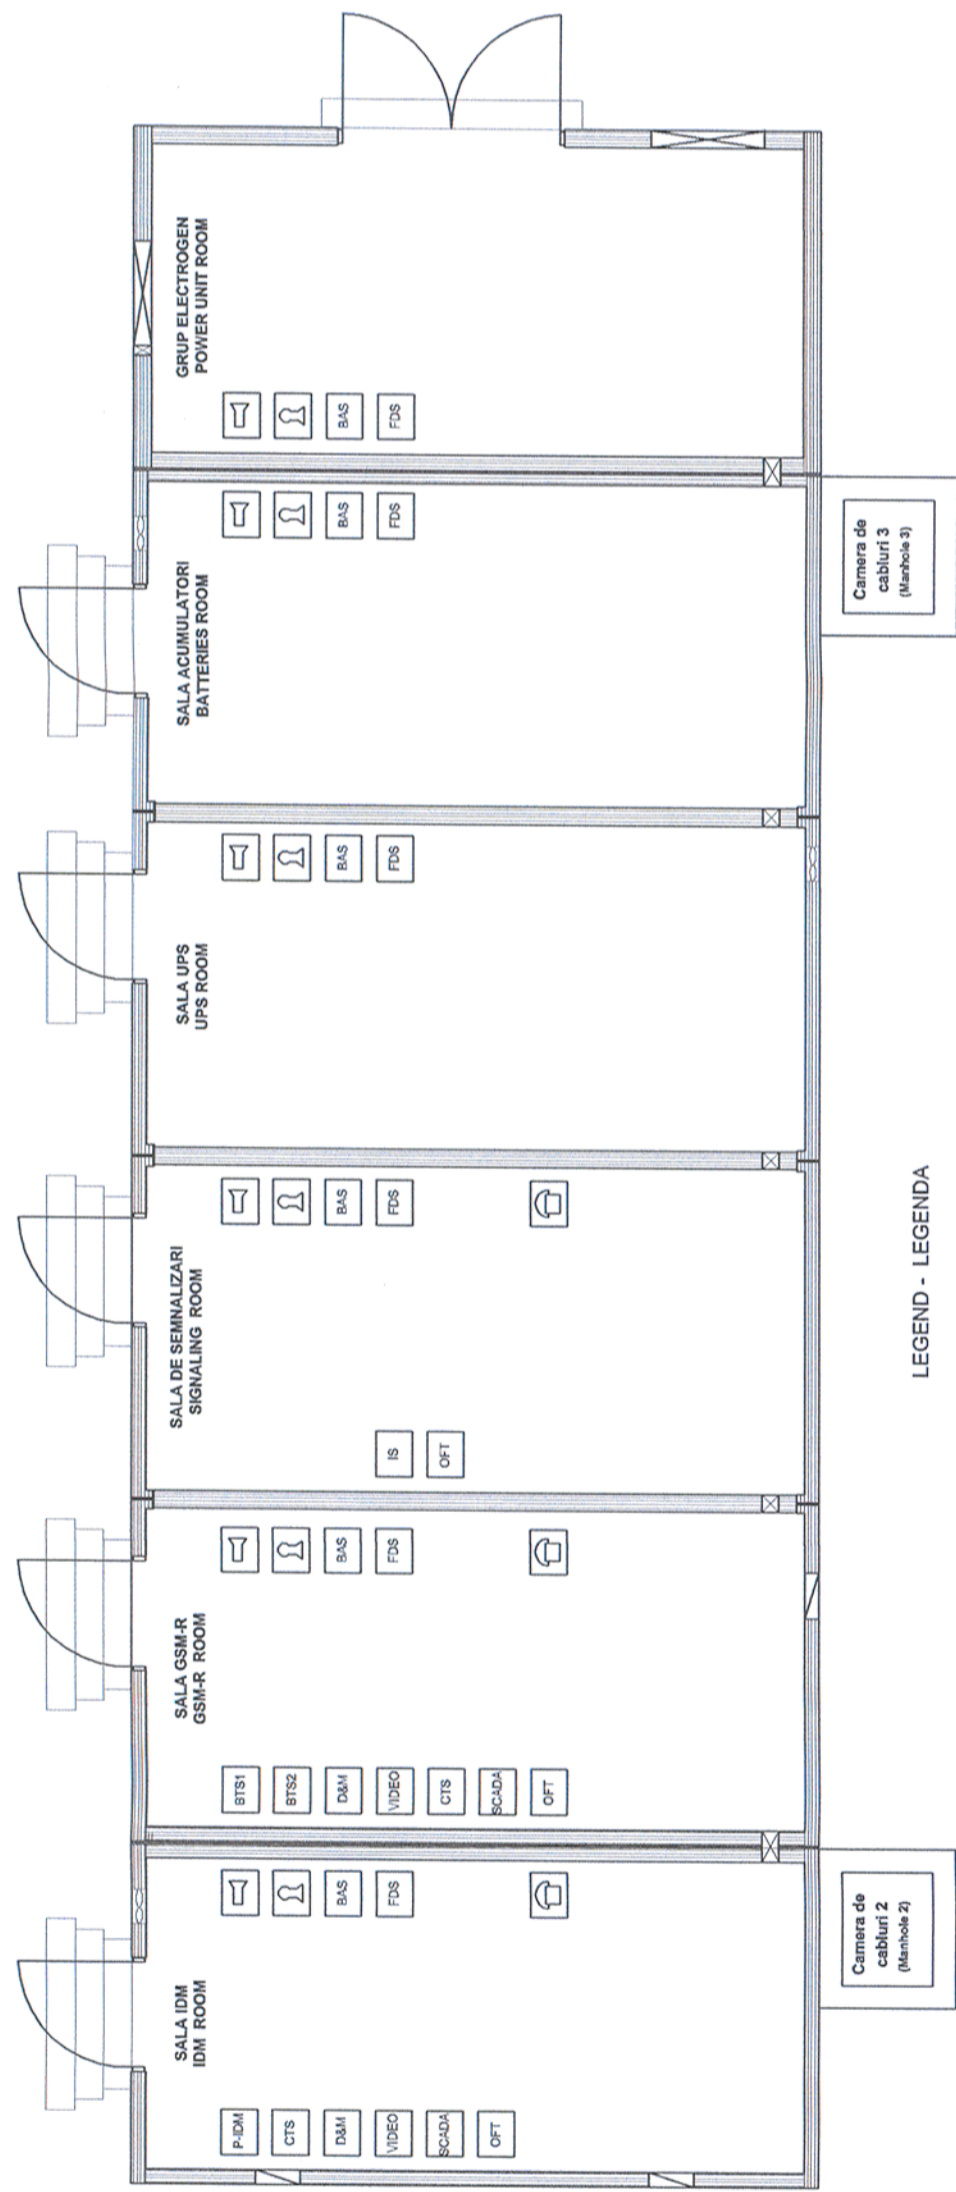 GRUP ELECTROGEN
POWER UNIT ROOM
BAS
FDS
SALA ACUMULATORI
BATTERIES ROOM
BAS
FDS
Camera de
cabluri 3
(Manhole 3)
SALA UPS
UPS ROOM
BAS
FDS
SALA DE SEMNALIZARI
SIGNALING ROOM
BAS
FDS
IS
OFT
SALA GSM-R
GSM-R ROOM
BAS
FDS
BTS1
BTS2
D&M
VIDEO
CTS
SCADA
OFT
SALA IDM
IDM ROOM
BAS
FDS
P-IDM
CTS
D&M
VIDEO
SCADA
OFT
Camera de
cabluri 2
(Manhole 2)
LEGEND - LEGENDA